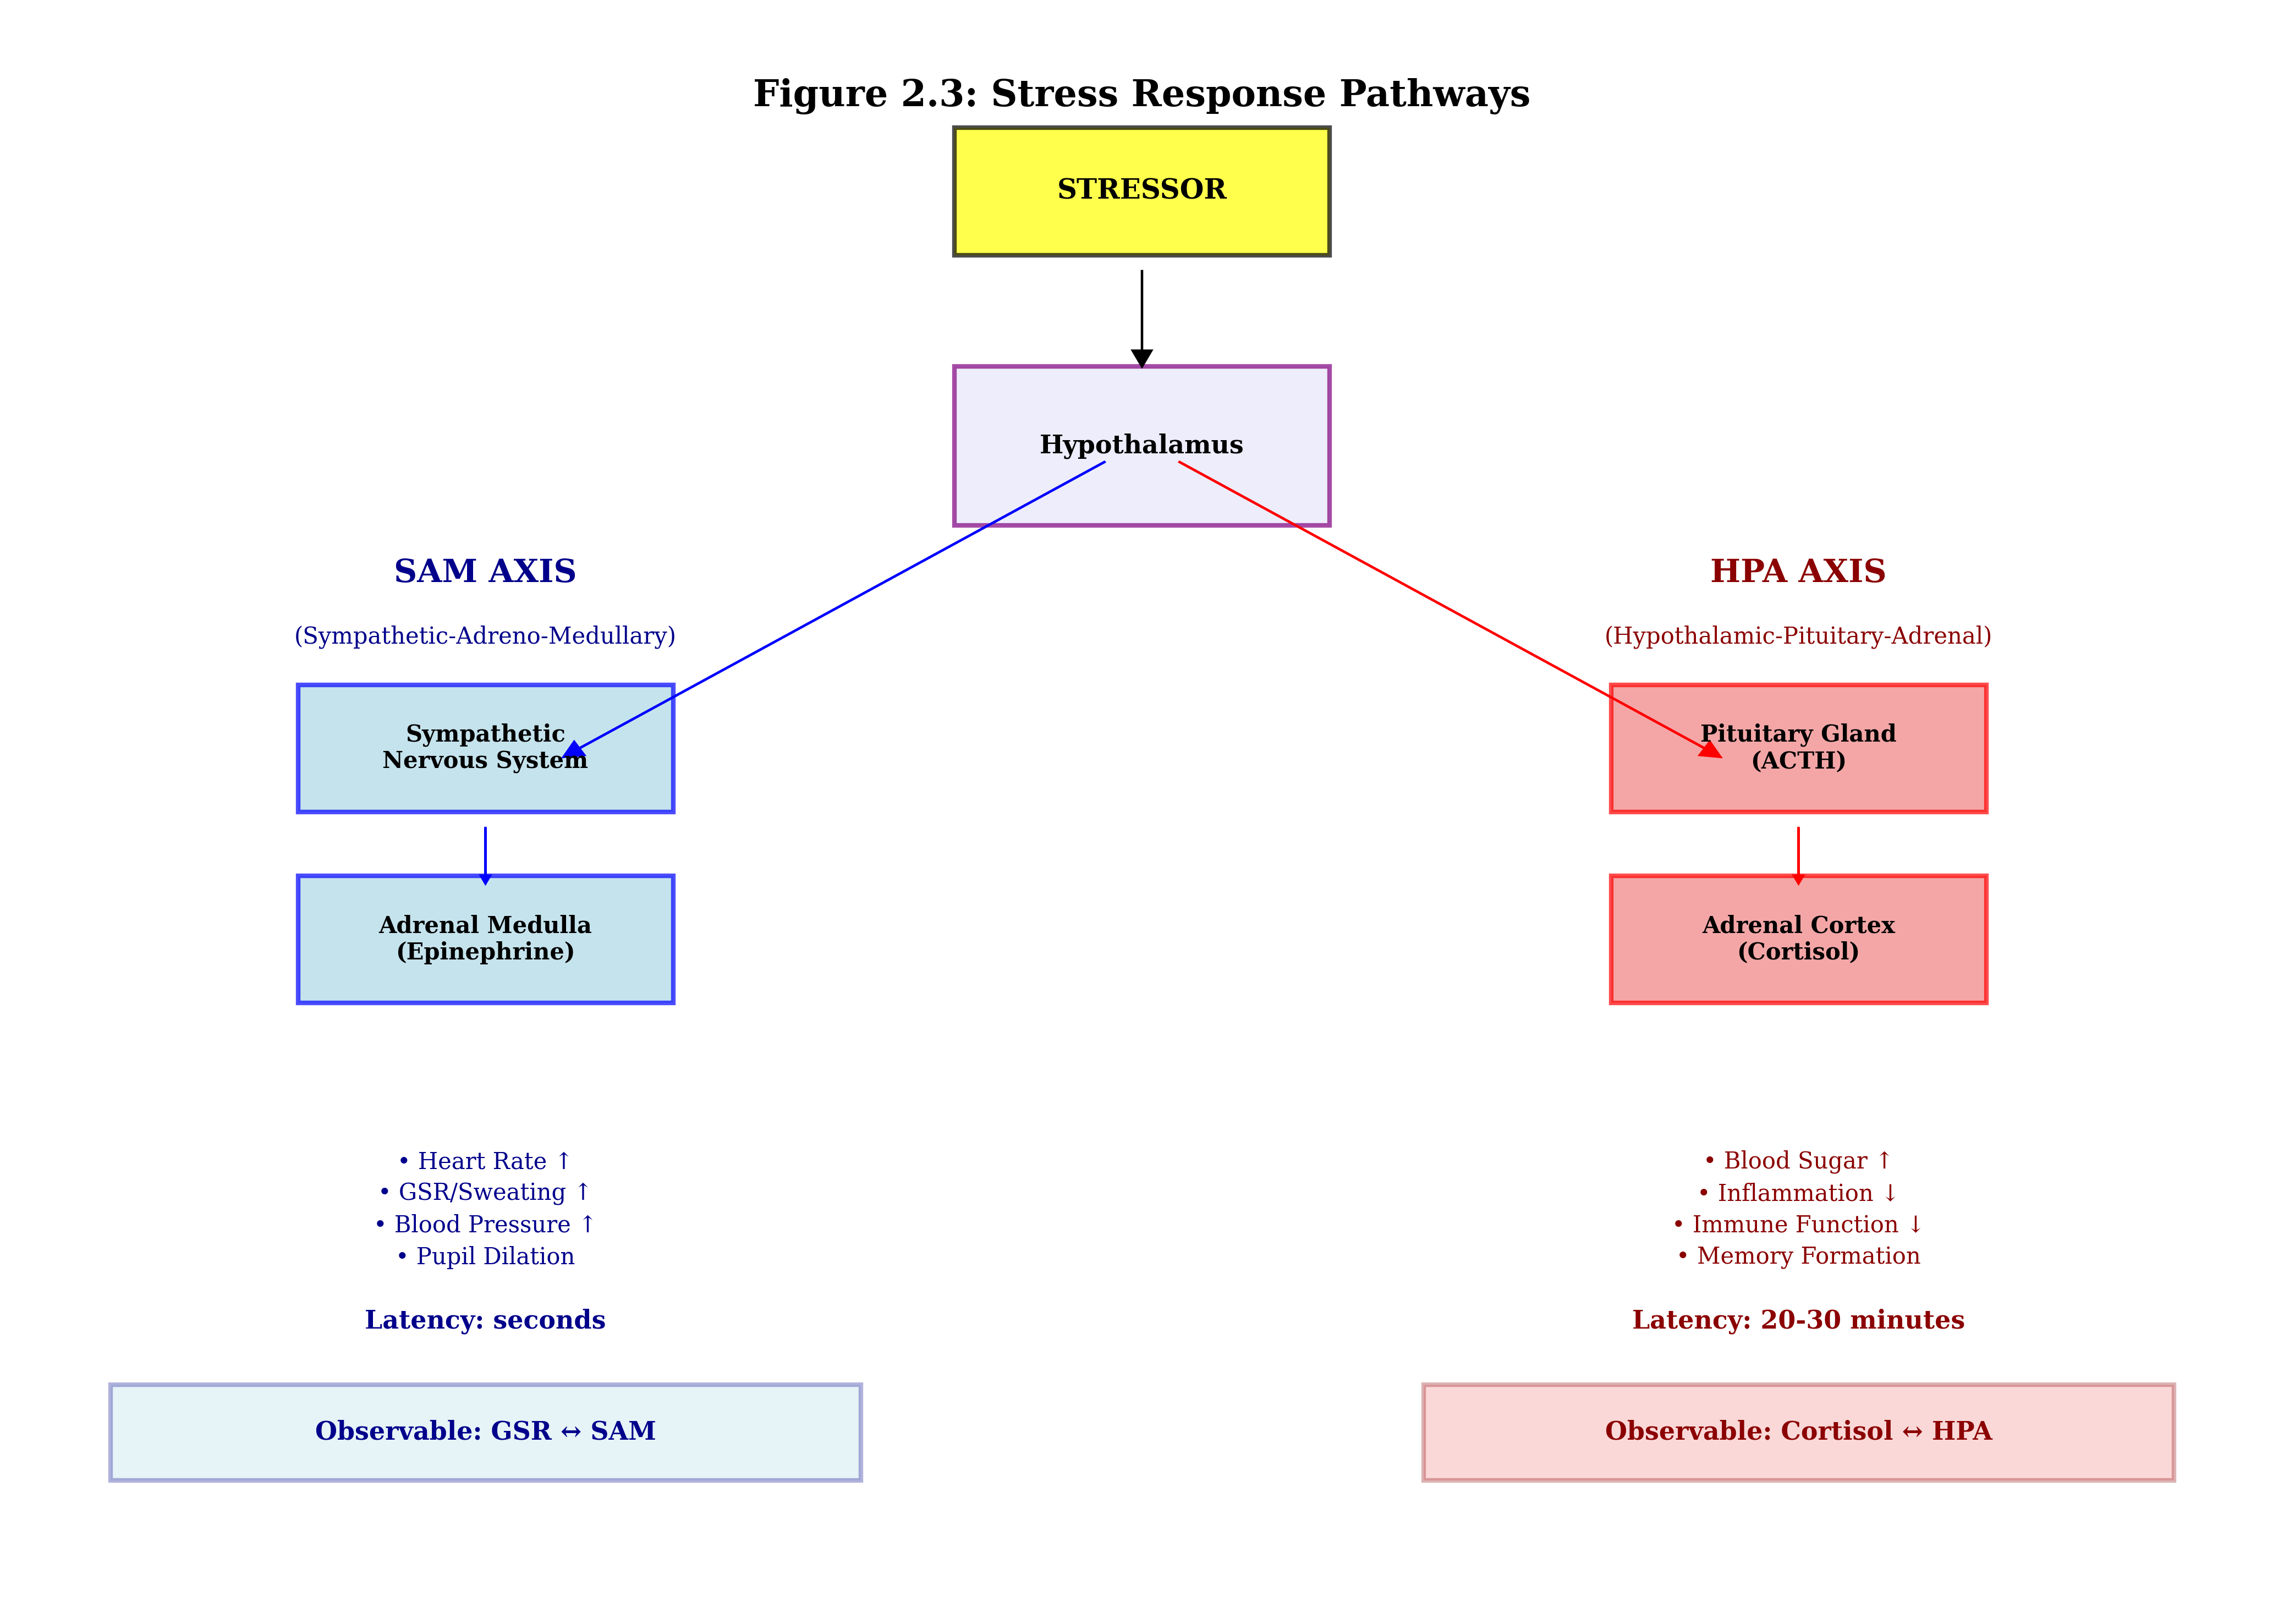 Figure 2.3: Stress Response Pathways
STRESSOR
Hypothalamus
SAM AXIS
(Sympathetic-Adreno-Medullary)
Sympathetic
Nervous System
Adrenal Medulla
(Epinephrine)
• Heart Rate ↑
• GSR/Sweating ↑
• Blood Pressure ↑
• Pupil Dilation
Latency: seconds
Observable: GSR ↔ SAM
HPA AXIS
(Hypothalamic-Pituitary-Adrenal)
Pituitary Gland
(ACTH)
Adrenal Cortex
(Cortisol)
• Blood Sugar ↑
• Inflammation ↓
• Immune Function ↓
• Memory Formation
Latency: 20-30 minutes
Observable: Cortisol ↔ HPA